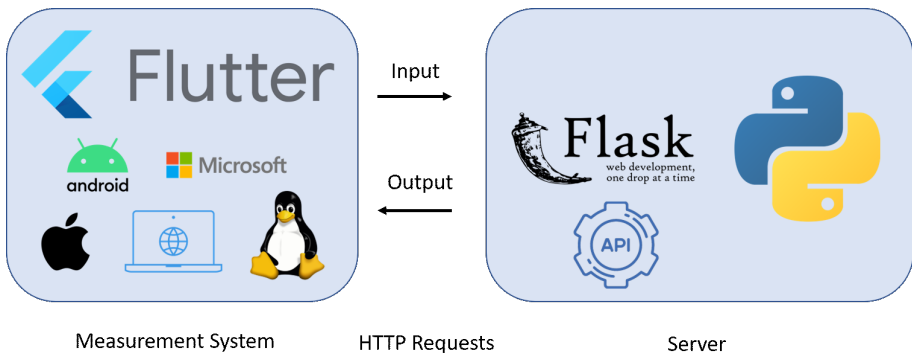 Flutter
android
Microsoft
Input
Output
Flask
web development,
one drop at a time
API
Measurement System
HTTP Requests
Server